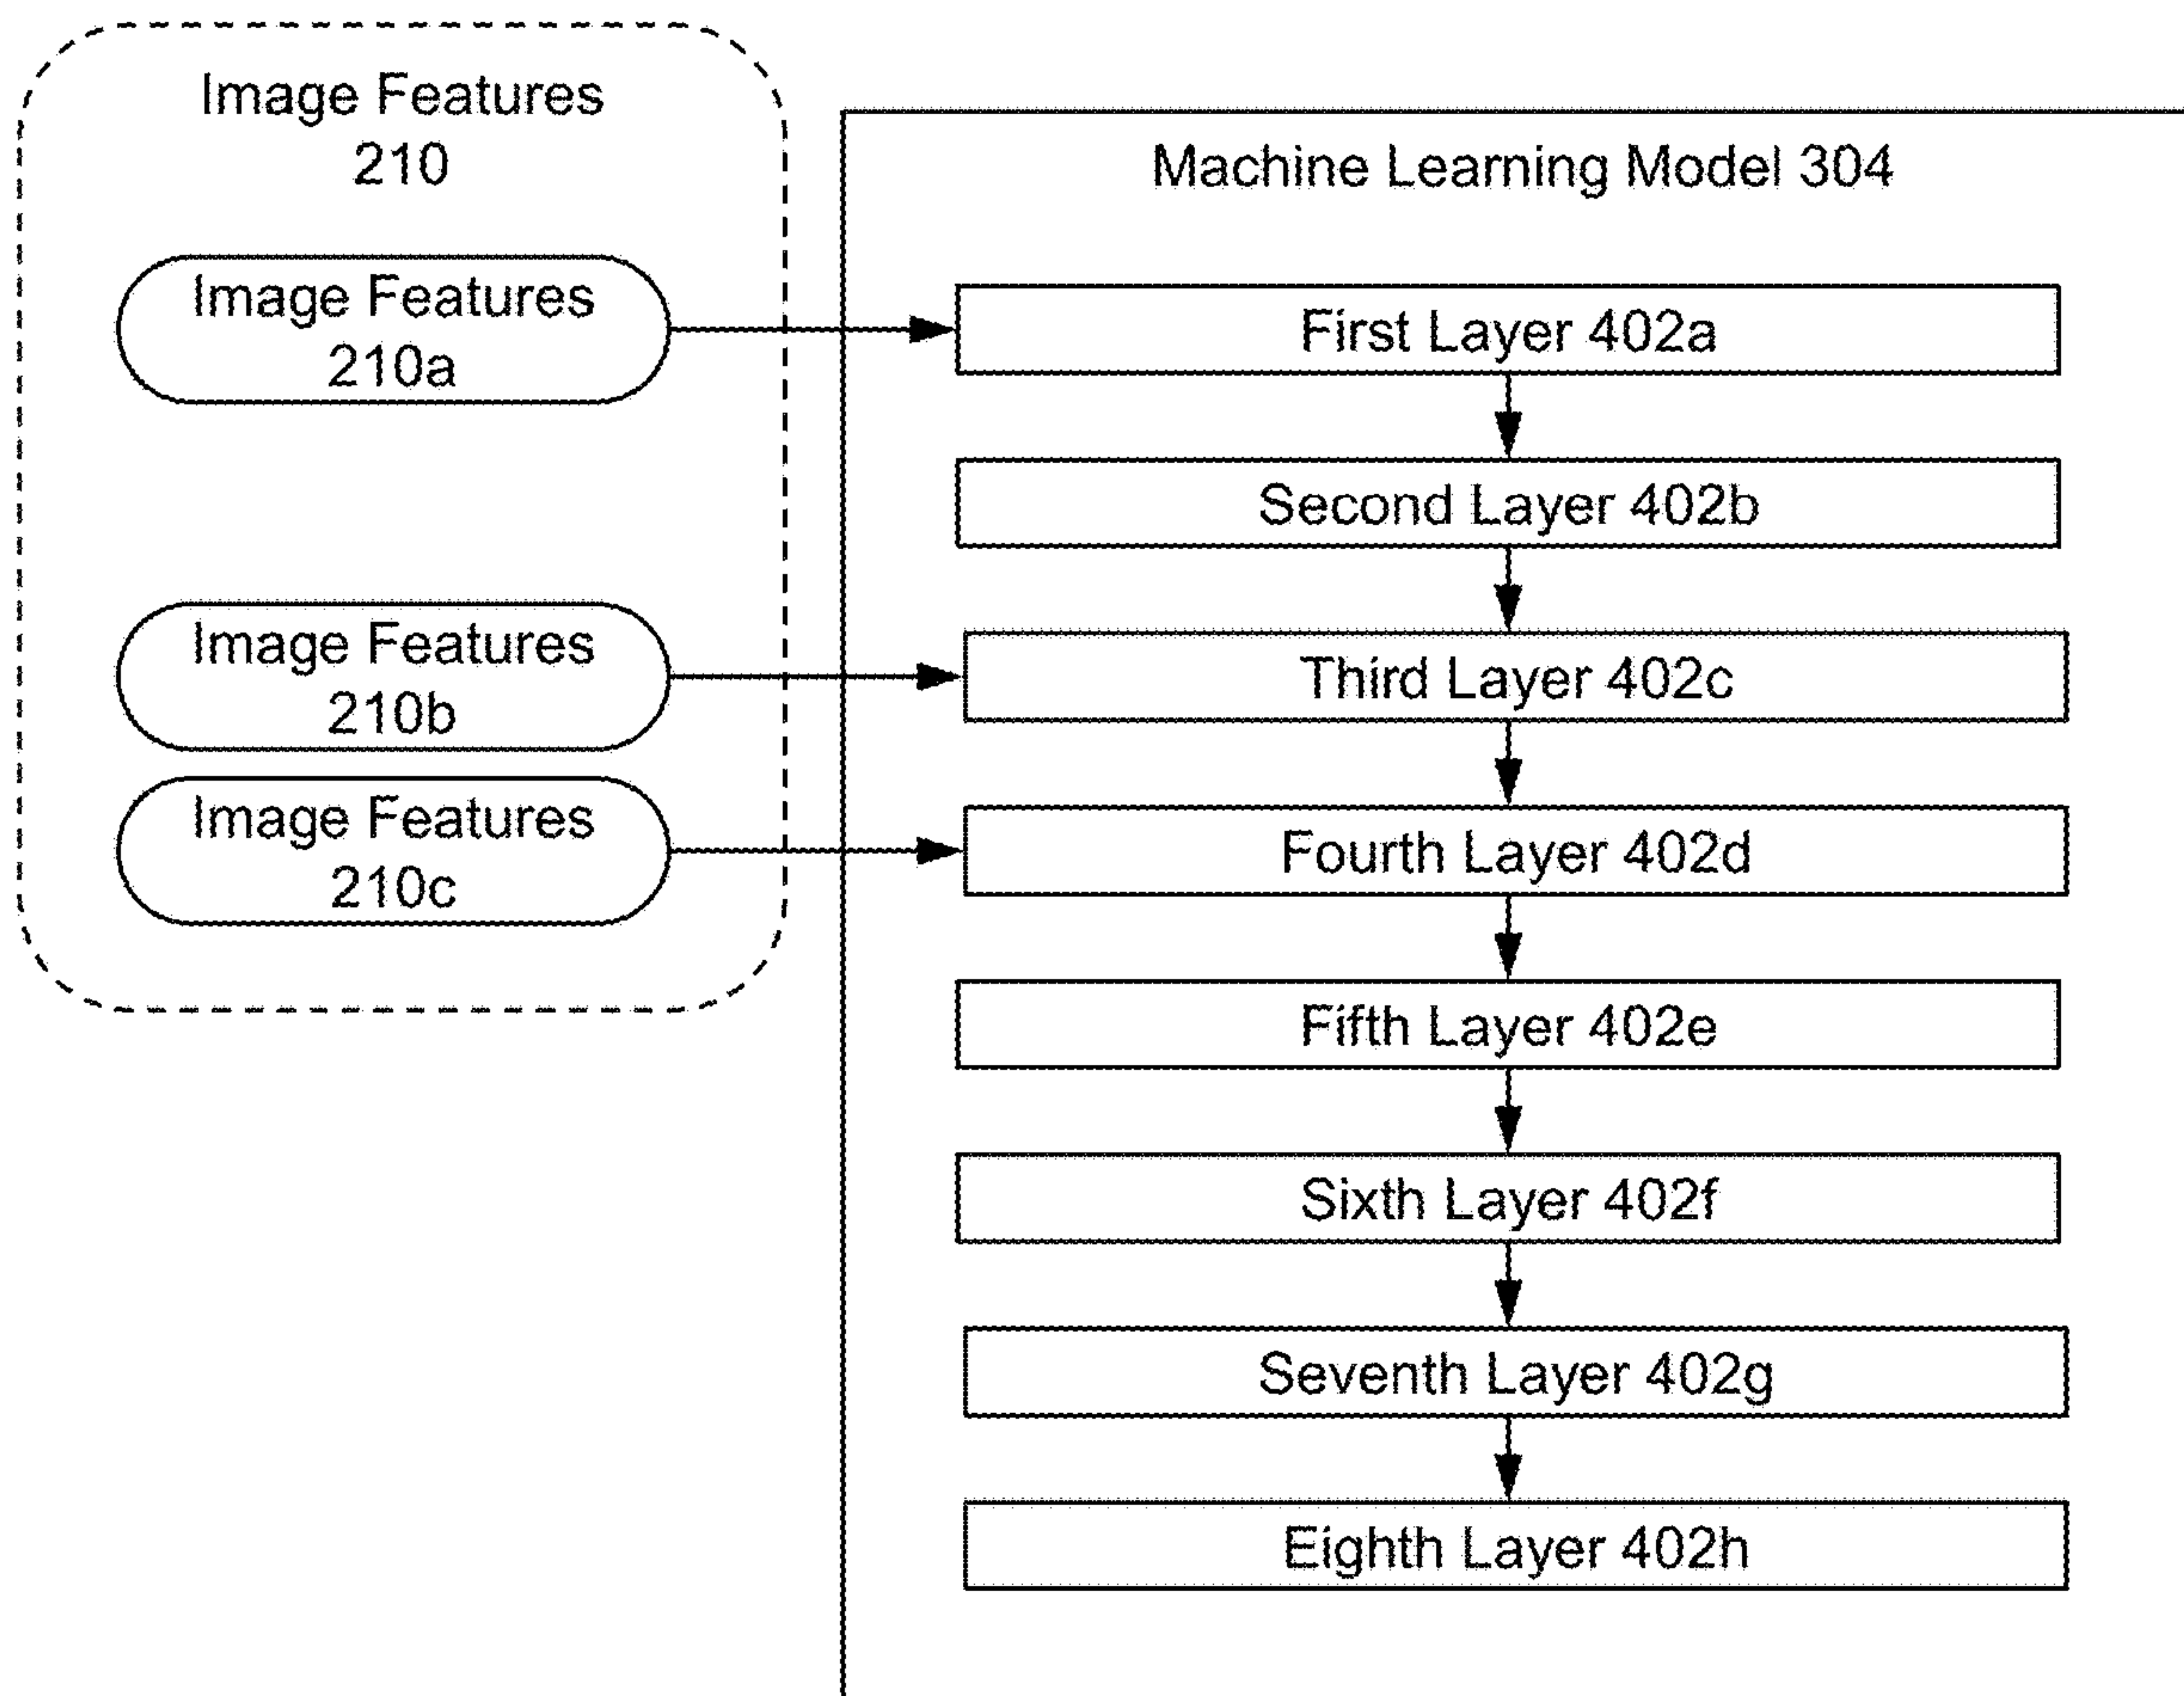 Image Features
210
Machine Learning Model 304
Image Features
210a
First Layer 402a
Second Layer 402b
Image Features
210b
Third Layer 402c
Image Features
210c
Fourth Layer 402d
Fifth Layer 402e
Sixth Layer 402f
Seventh Layer 402g
Eighth Layer 402h